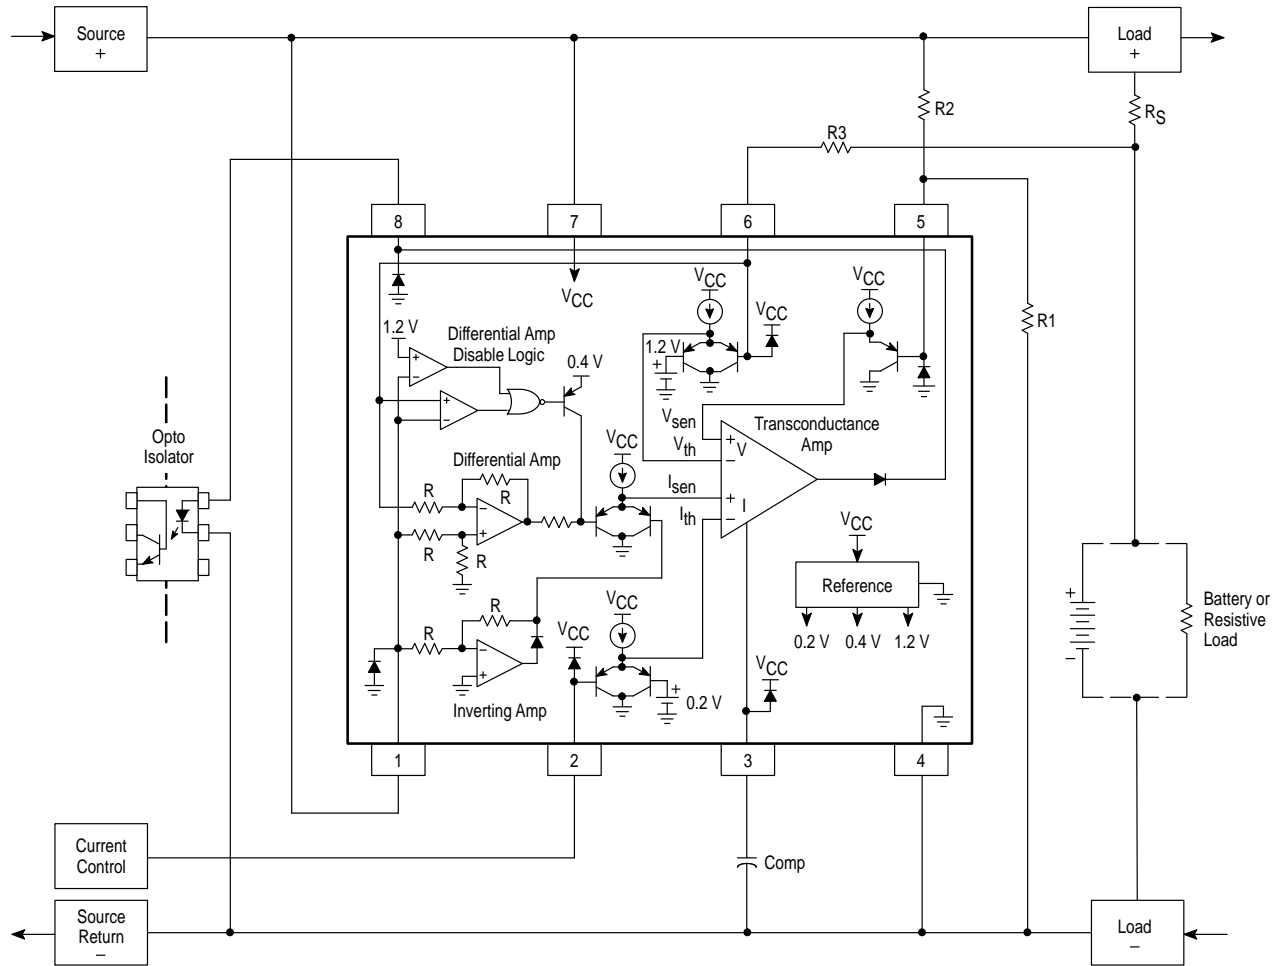 Source
+
Load
+
RS
R2
R3
8
7
6
5
VCC
VCC
VCC
VCC
1.2 V
Differential Amp
Disable Logic
0.4 V
1.2 V
+
+
−
+
−
R1
Opto
Isolator
Vsen
Vth
Isen
Ith
+
−
V
+
−
I
Transconductance
Amp
Differential Amp
VCC
R
R
−
+
R
R
VCC
Reference
0.2 V
0.4 V
1.2 V
+
−
Battery or
Resistive
Load
R
R
−
+
Inverting Amp
VCC
VCC
+
0.2 V
VCC
1
2
3
4
Current
Control
Comp
Source
Return
−
Load
−